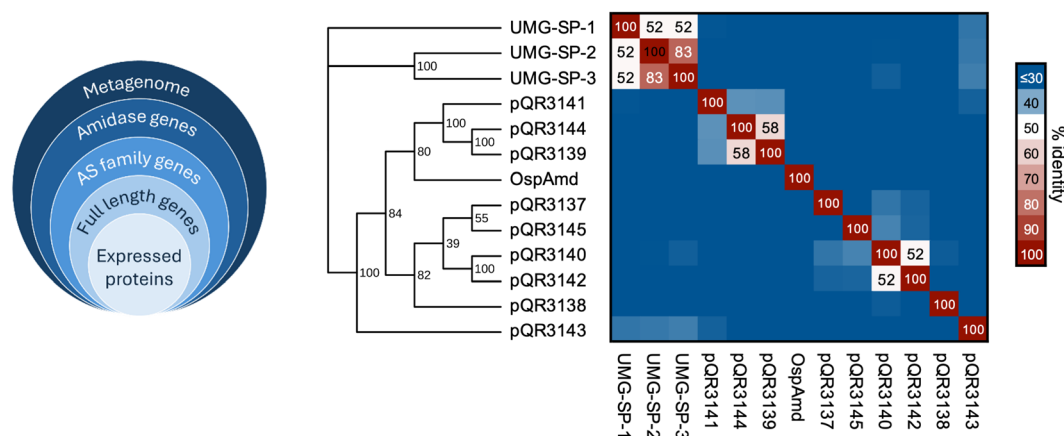 Metagenome
Amidase genes
AS family genes
Full length genes
Expressed
proteins
UMG-SP-1
UMG-SP-2
UMG-SP-3
pQR3141
pQR3144
pQR3139
OspAmd
pQR3137
pQR3145
pQR3140
pQR3142
pQR3138
pQR3143
100
100
100
80
84
55
39
100
82
100
100 52 52
52 100 83
52 83 100
100
100 58
58 100
100
100
100
100 52
52 100
100
100
≤30
40
50
60
70
80
90
100
% identity
UMG-SP-1
UMG-SP-2
UMG-SP-3
pQR3141
pQR3144
pQR3139
OspAmd
pQR3137
pQR3145
pQR3140
pQR3142
pQR3138
pQR3143